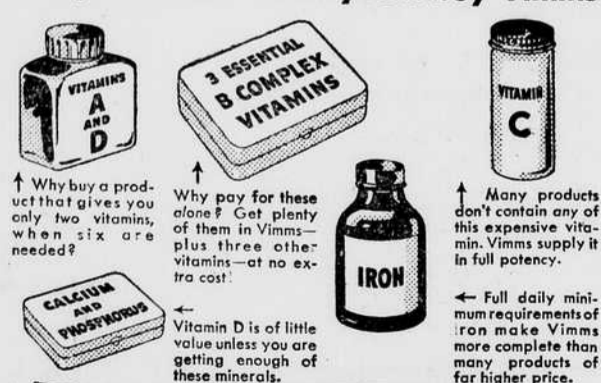 VITAMINS
A
AND
D
3 ESSENTIAL
B COMPLEX
VITAMINS
VITAMIN
C
↑ Why buy a prod-
uct that gives you
only two vitamins,
when six are
needed?
↑
Why pay for these
alone? Get plenty
of them in Vimms—
plus three other
vitamins—at no ex-
tra cost!
↑ Many products
don't contain any of
this expensive vita-
min. Vimms supply it
in full potency.
IRON
CALCIUM
AND
PHOSPHORUS
←
Vitamin D is of little
value unless you are
getting enough of
these minerals.
← Full daily mini-
mum requirements of
iron make Vimms
more complete than
many products of
far higher price.